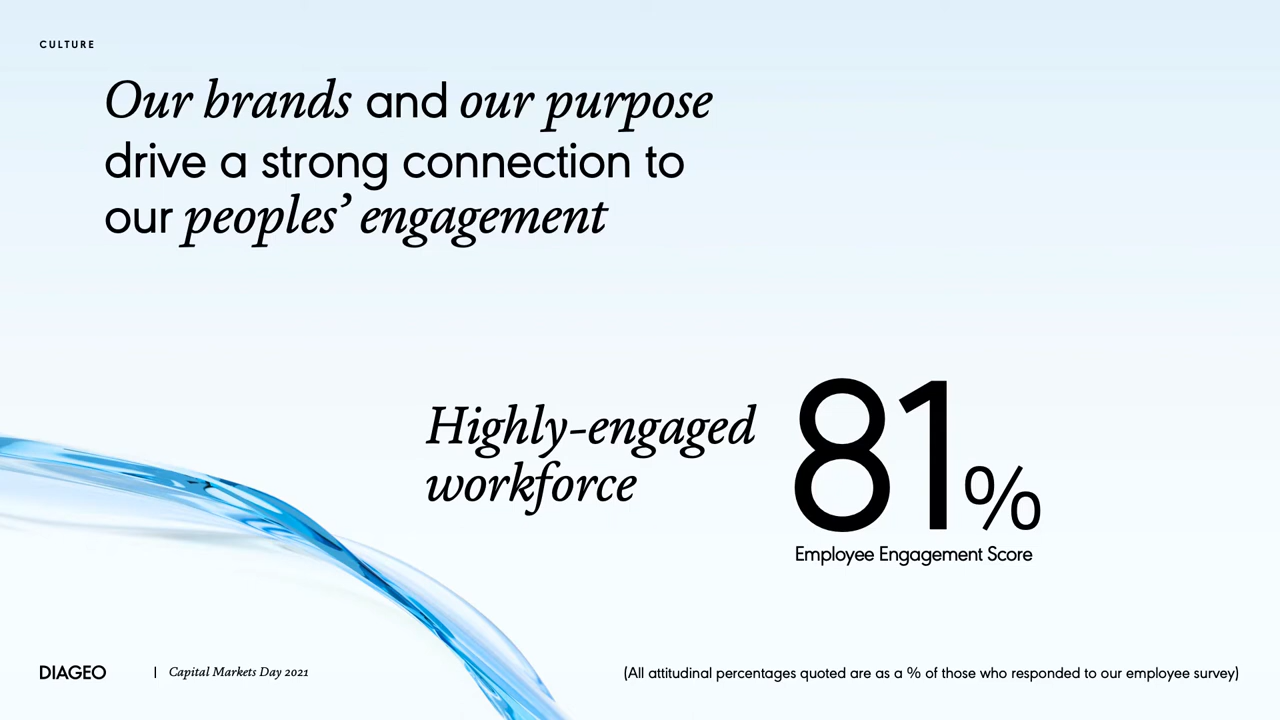 CULTURE
Our brands and our purpose
drive a strong connection to
our peoples’ engagement
Highly-engaged
workforce
81%
Employee Engagement Score
DIAGEO | Capital Markets Day 2021
(All attitudinal percentages quoted are as a % of those who responded to our employee survey)